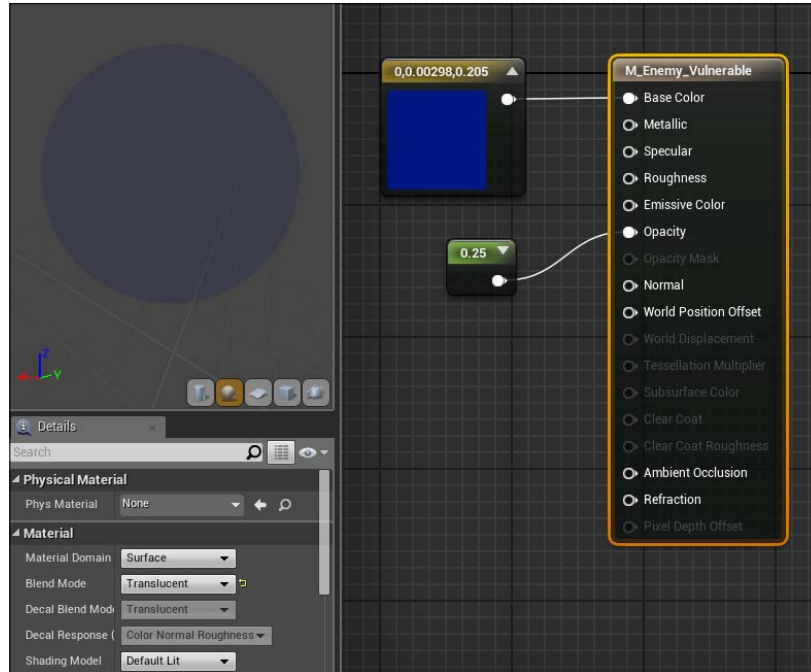 0,0.00298,0.205
M_Enemy_Vulnerable
Base Color
Metallic
Specular
Roughness
Emissive Color
0.25
Opacity
Opacity Mask
Normal
World Position Offset
World Displacement
Tessellation Multiplier
Subsurface Color
Clear Coat
Clear Coat Roughness
Ambient Occlusion
Refraction
Pixel Depth Offset
Z
Y
Details
Search
Physical Material
Phys Material None
Material
Material Domain Surface
Blend Mode Translucent
Decal Blend Mode Translucent
Decal Response ( Color Normal Roughness
Shading Model Default Lit